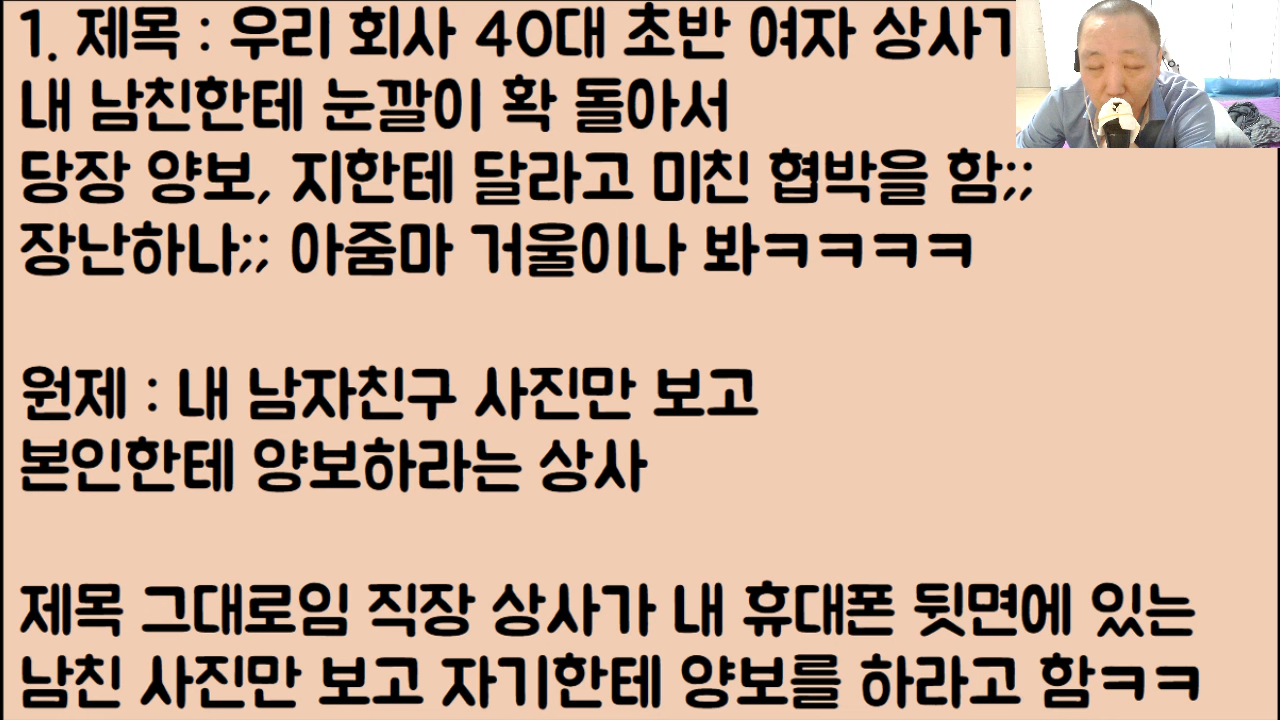 1. 제목 : 우리 회사 40대 초반 여자 상사
내 남친한테 눈깔이 확 돌아서
당장 양보, 지한테 달라고 미친 협박을 함;;
장난하나;; 아줌마 거울이나 봐ㅋㅋㅋㅋ
원제 : 내 남자친구 사진만 보고
본인한테 양보하라는 상사
제목 그대로임 직장 상사가 내 휴대폰 뒷면에 있는
남친 사진만 보고 자기한테 양보를 하라고 함ㅋㅋ